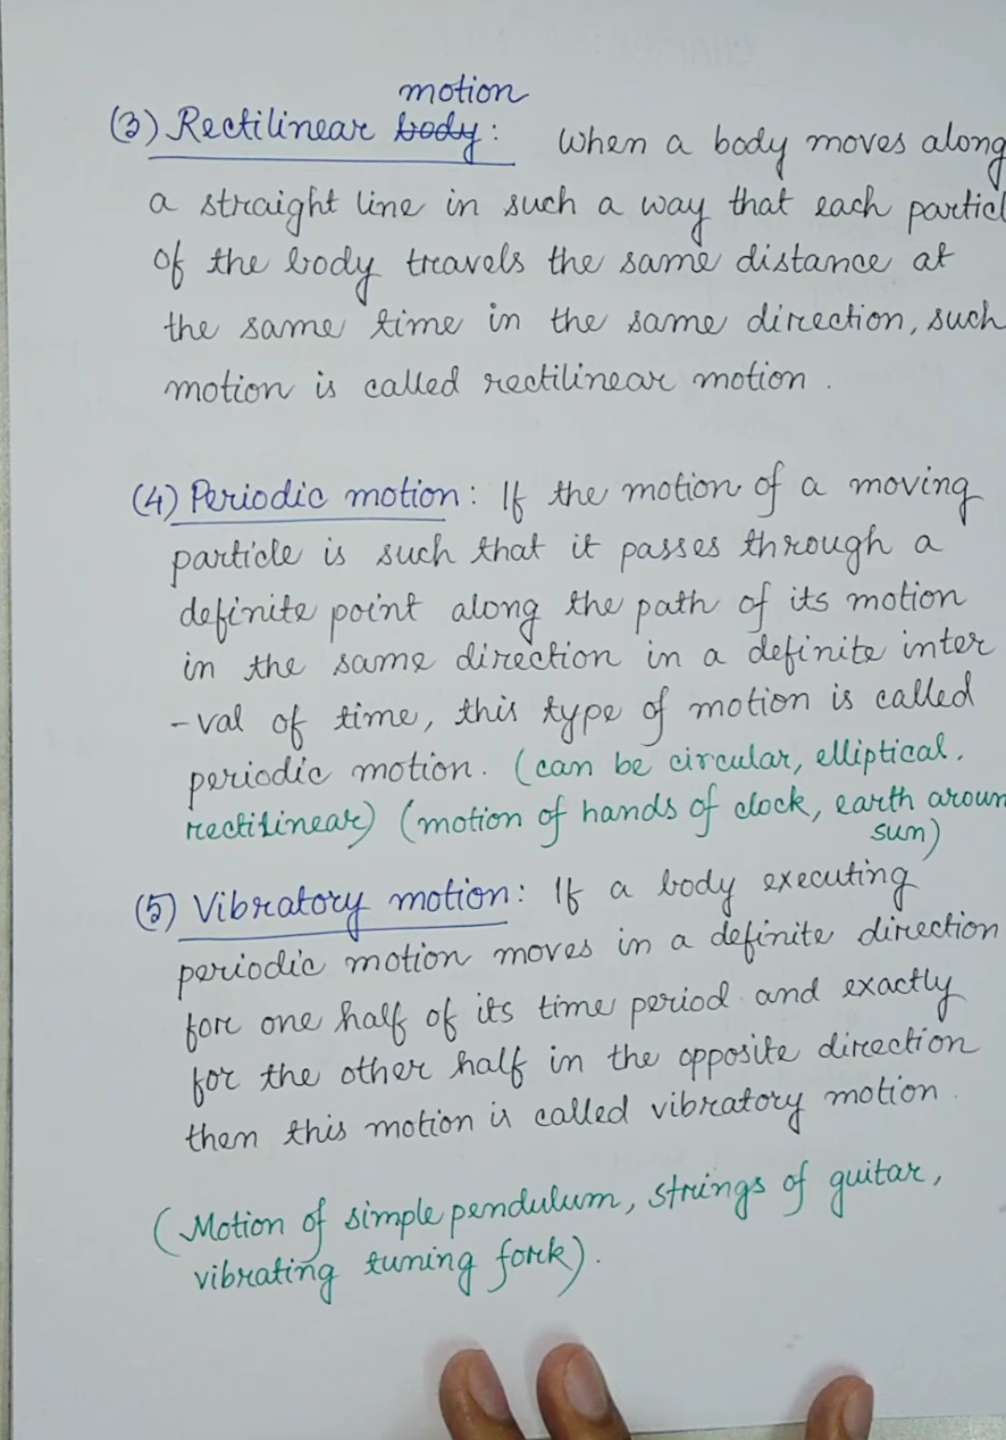 motion
(3) Rectilinear body: When a body moves along
a straight line in such a way that each particl
of the body travels the same distance at
the same time in the same direction, such
motion is called rectilinear motion.
(4) Periodic motion: If the motion of a moving
particle is such that it passes through a
definite point along the path of its motion
in the same direction in a definite inter
-val of time, this type of motion is called
periodic motion. (can be circular, elliptical,
rectilinear) (motion of hands of clock, earth aroun
sun)
(5) Vibratory motion: If a body executing
periodic motion moves in a definite direction
for one half of its time period and exactly
for the other half in the opposite direction
then this motion is called vibratory motion.
(Motion of simple pendulum, strings of guitar,
vibrating tuning fork).